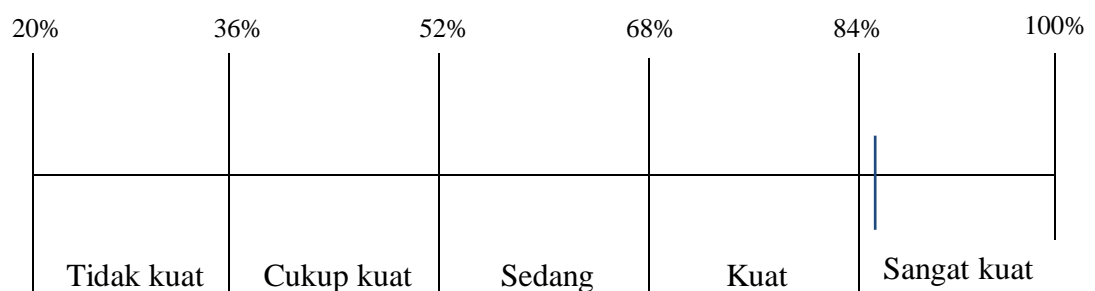 20% 36% 52% 68% 84% 100%
Tidak kuat Cukup kuat Sedang Kuat Sangat kuat